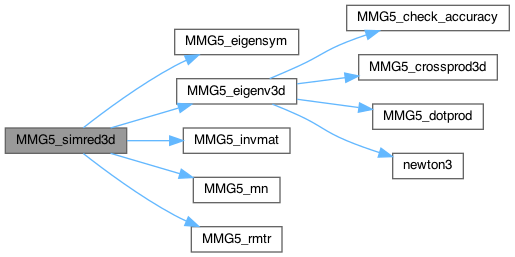 MMG5_simred3d
MMG5_eigensym
MMG5_eigenv3d
MMG5_invmat
MMG5_mn
MMG5_rmtr
MMG5_check_accuracy
MMG5_crossprod3d
MMG5_dotprod
newton3